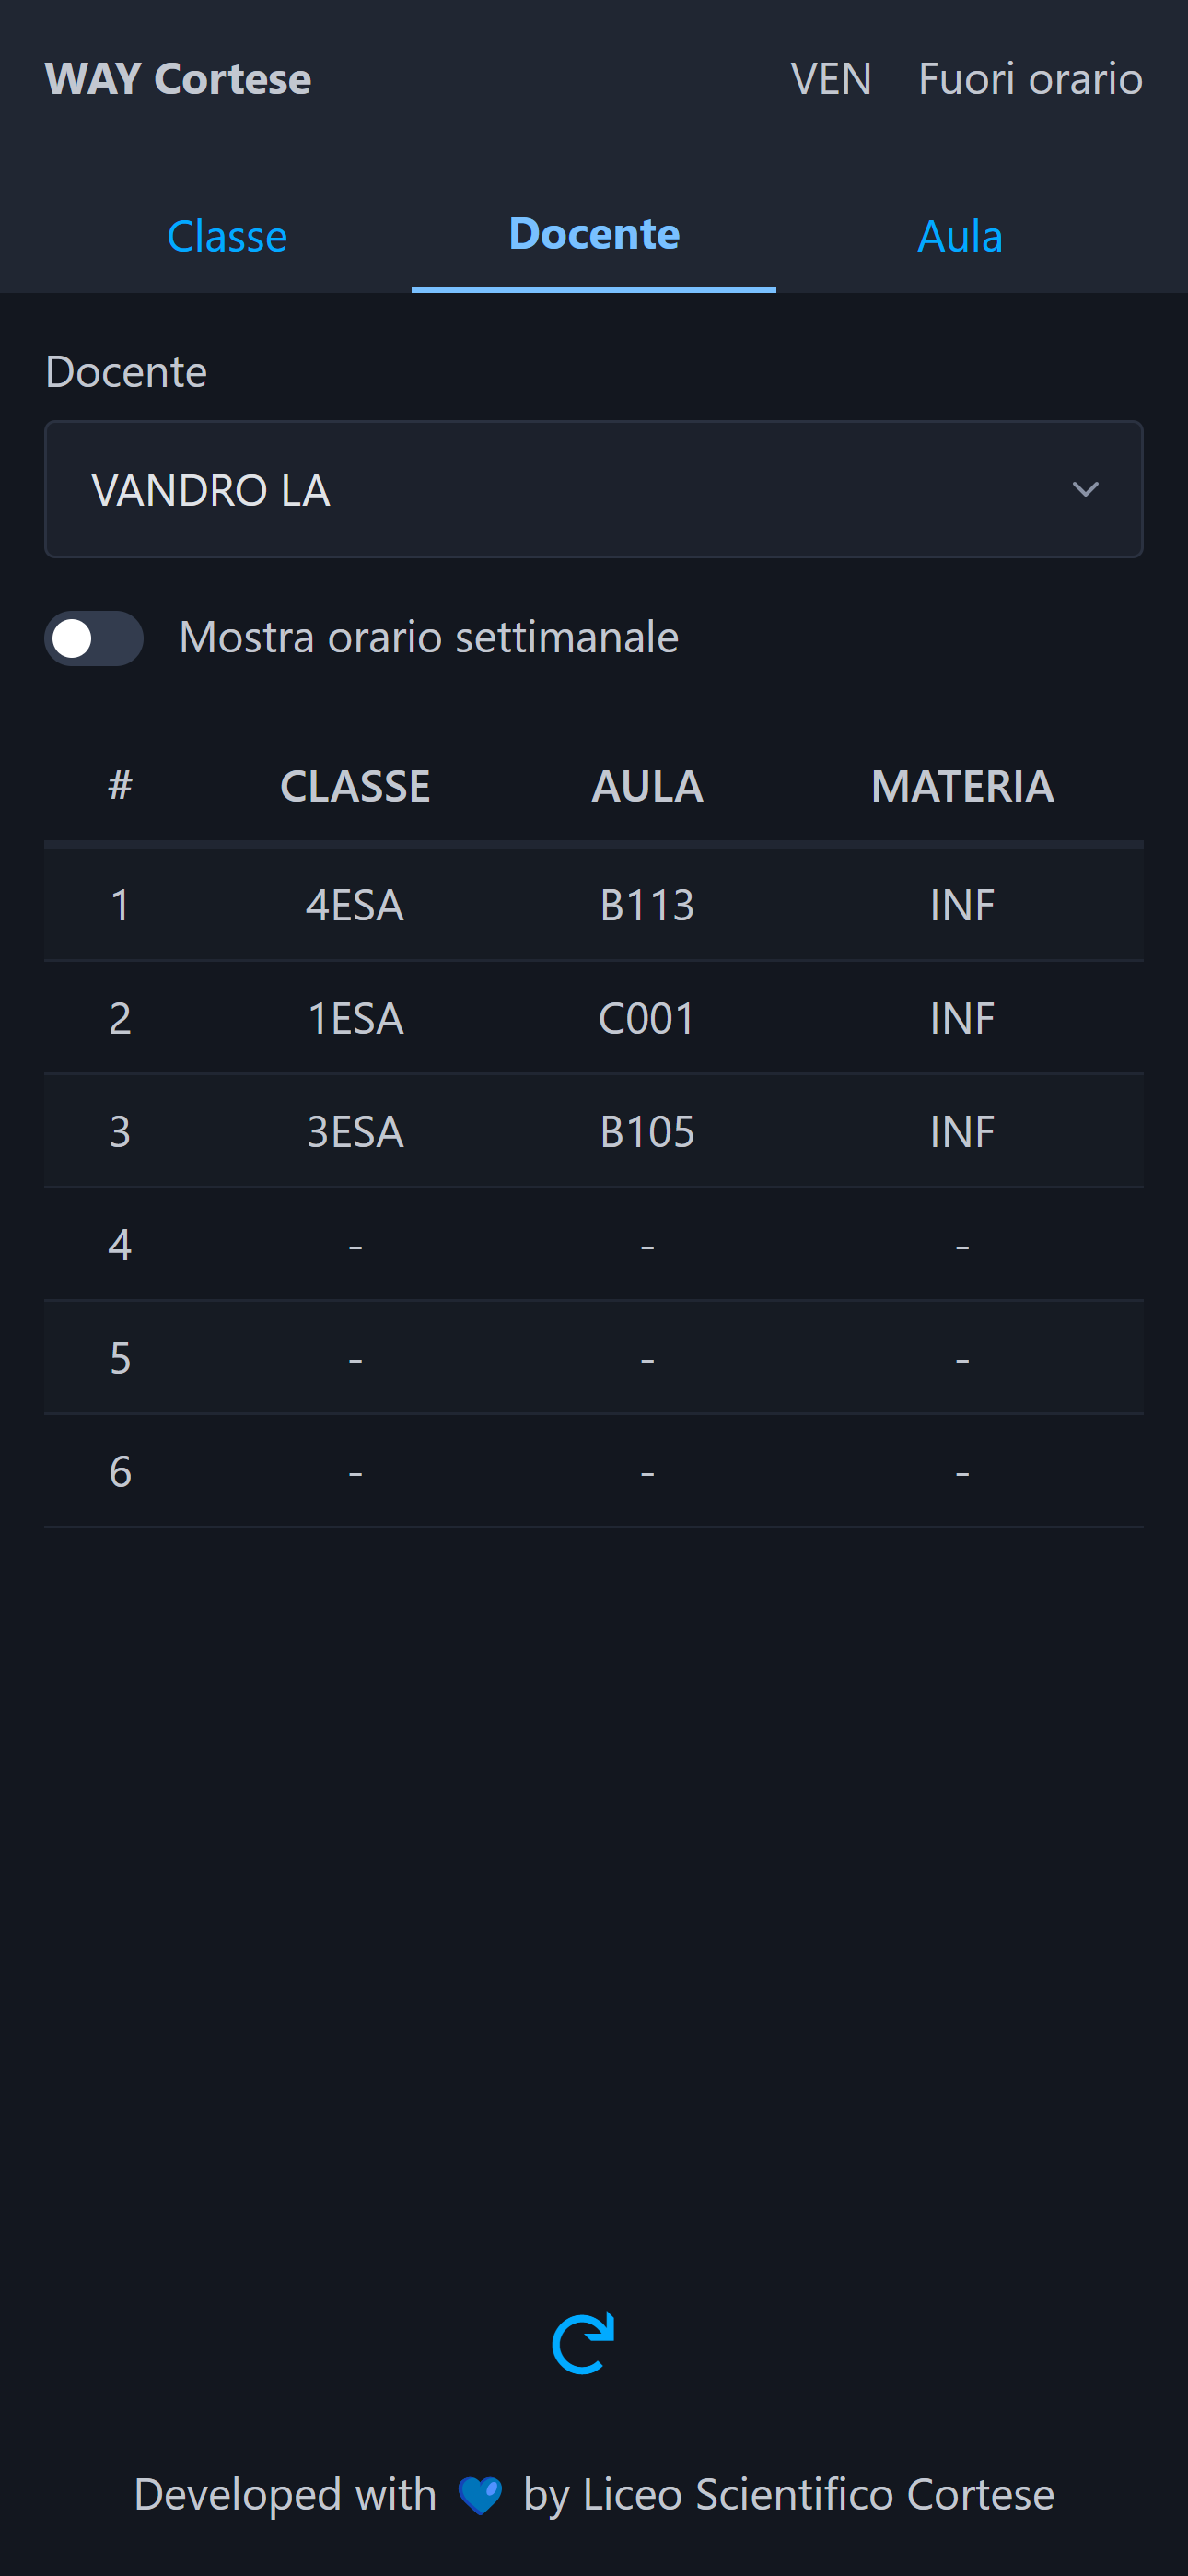 WAY Cortese VEN Fuori orario
Classe Docente Aula
Docente
VANDRO LA
Mostra orario settimanale
# CLASSE AULA MATERIA
1 4ESA B113 INF
2 1ESA C001 INF
3 3ESA B105 INF
4 - - -
5 - - -
6 - - -
Developed with 💙 by Liceo Scientifico Cortese